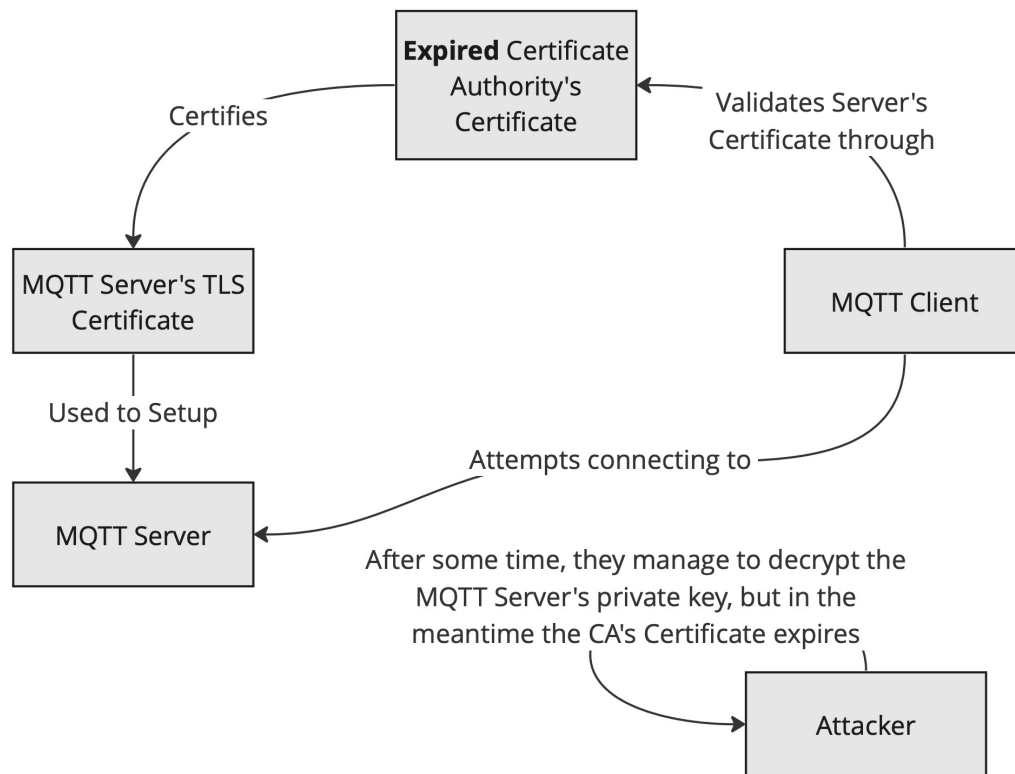 Expired Certificate
Authority's
Certificate
Certifies
Validates Server's
Certificate through
MQTT Server's TLS
Certificate
MQTT Client
Used to Setup
Attempts connecting to
MQTT Server
After some time, they manage to decrypt the
MQTT Server's private key, but in the
meantime the CA's Certificate expires
Attacker